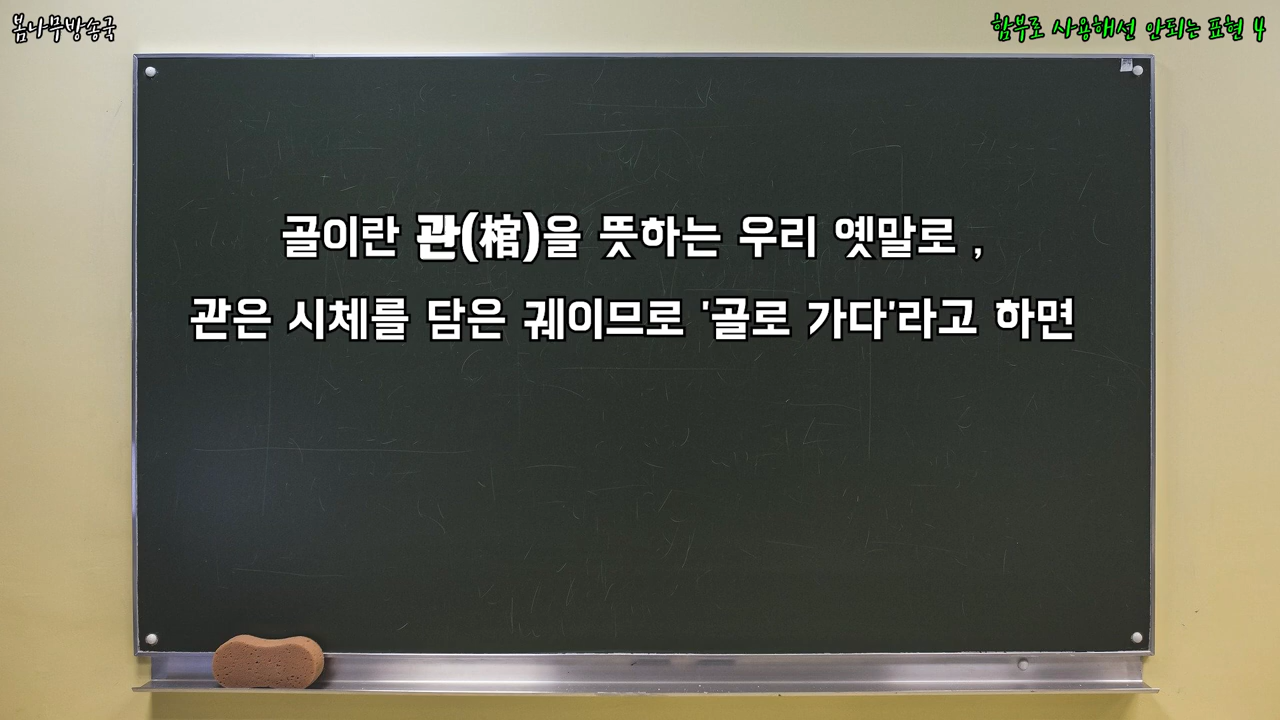 봄나무방송국
함부로 사용해선 안되는 표현 4
골이란 관(棺)을 뜻하는 우리 옛말로 ,
관은 시체를 담은 궤이므로 '골로 가다'라고 하면